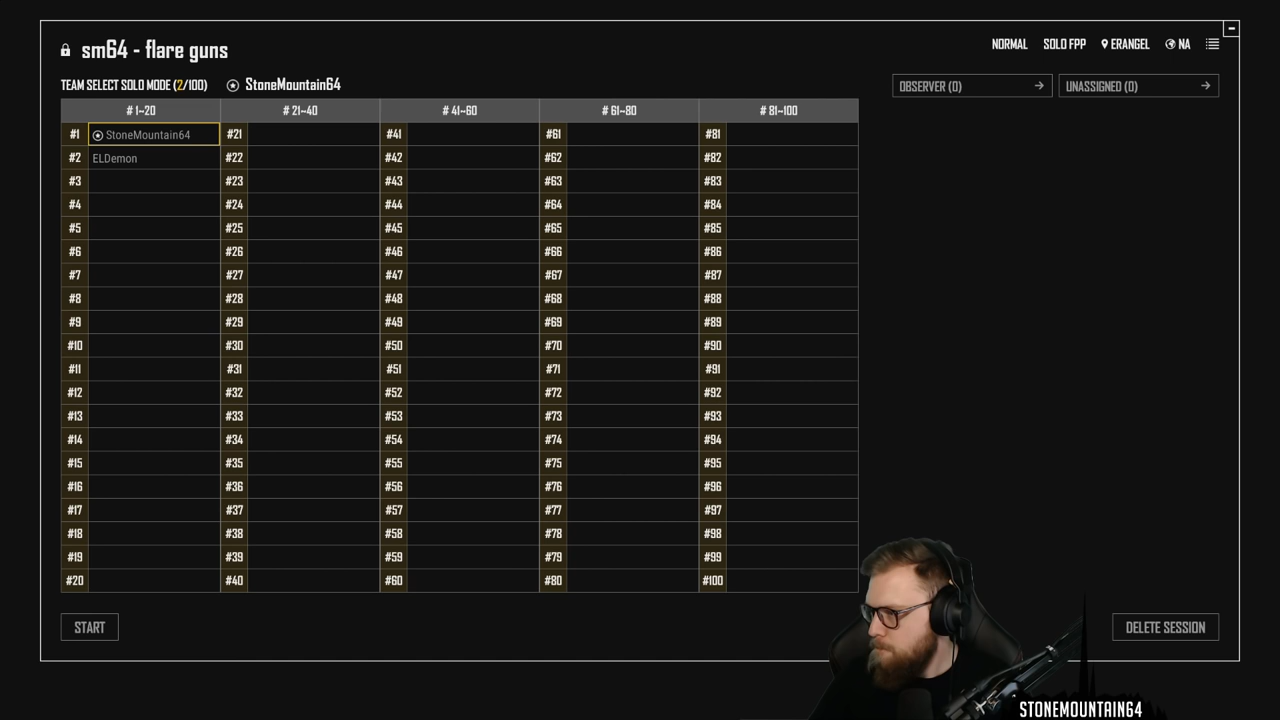 sm64 - flare guns
NORMAL SOLO FPP ERANGEL NA
TEAM SELECT SOLO MODE (2/100) StoneMountain64
OBSERVER (0) UNASSIGNED (0)
# 1~20 # 21~40 # 41~60 # 61~80 # 81~100
#1 StoneMountain64 #21 #41 #61 #81
#2 ELDemon #22 #42 #62 #82
#3 #23 #43 #63 #83
#4 #24 #44 #64 #84
#5 #25 #45 #65 #85
#6 #26 #46 #66 #86
#7 #27 #47 #67 #87
#8 #28 #48 #68 #88
#9 #29 #49 #69 #89
#10 #30 #50 #70 #90
#11 #31 #51 #71 #91
#12 #32 #52 #72 #92
#13 #33 #53 #73 #93
#14 #34 #54 #74 #94
#15 #35 #55 #75 #95
#16 #36 #56 #76 #96
#17 #37 #57 #77 #97
#18 #38 #58 #78 #98
#19 #39 #59 #79 #99
#20 #40 #60 #80 #100
START DELETE SESSION
STONEMOUNTAIN64